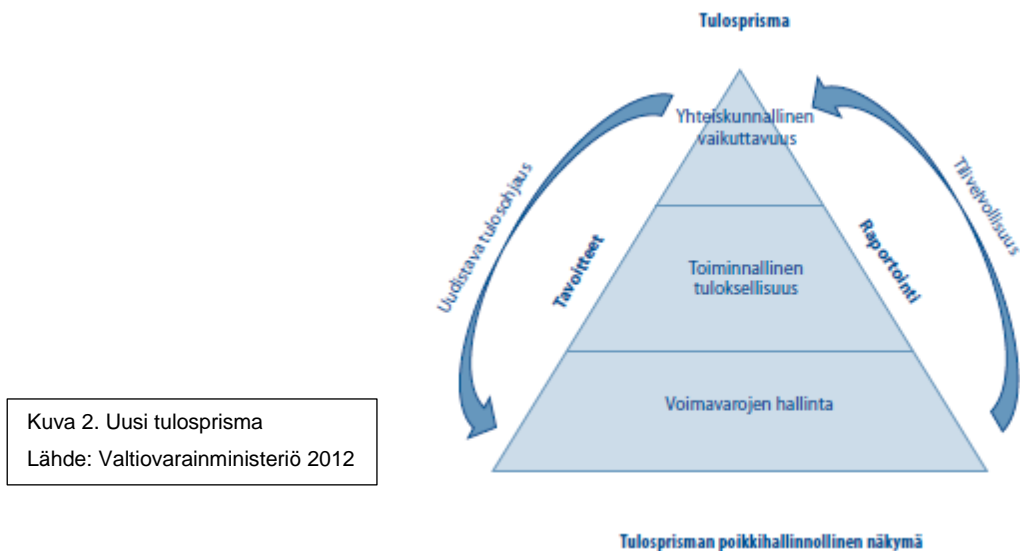 Tulosprisma
Yhteiskunnallinen
vaikuttavuus
Uudistava tulosohjaus
Tavoitteet
Toiminnallinen
tuloksellisuus
Raportointi
Tilivelvollisuus
Voimavarojen hallinta
Kuva 2. Uusi tulosprisma
Lähde: Valtiovarainministeriö 2012
Tulosprisman poikkihallinnollinen näkymä